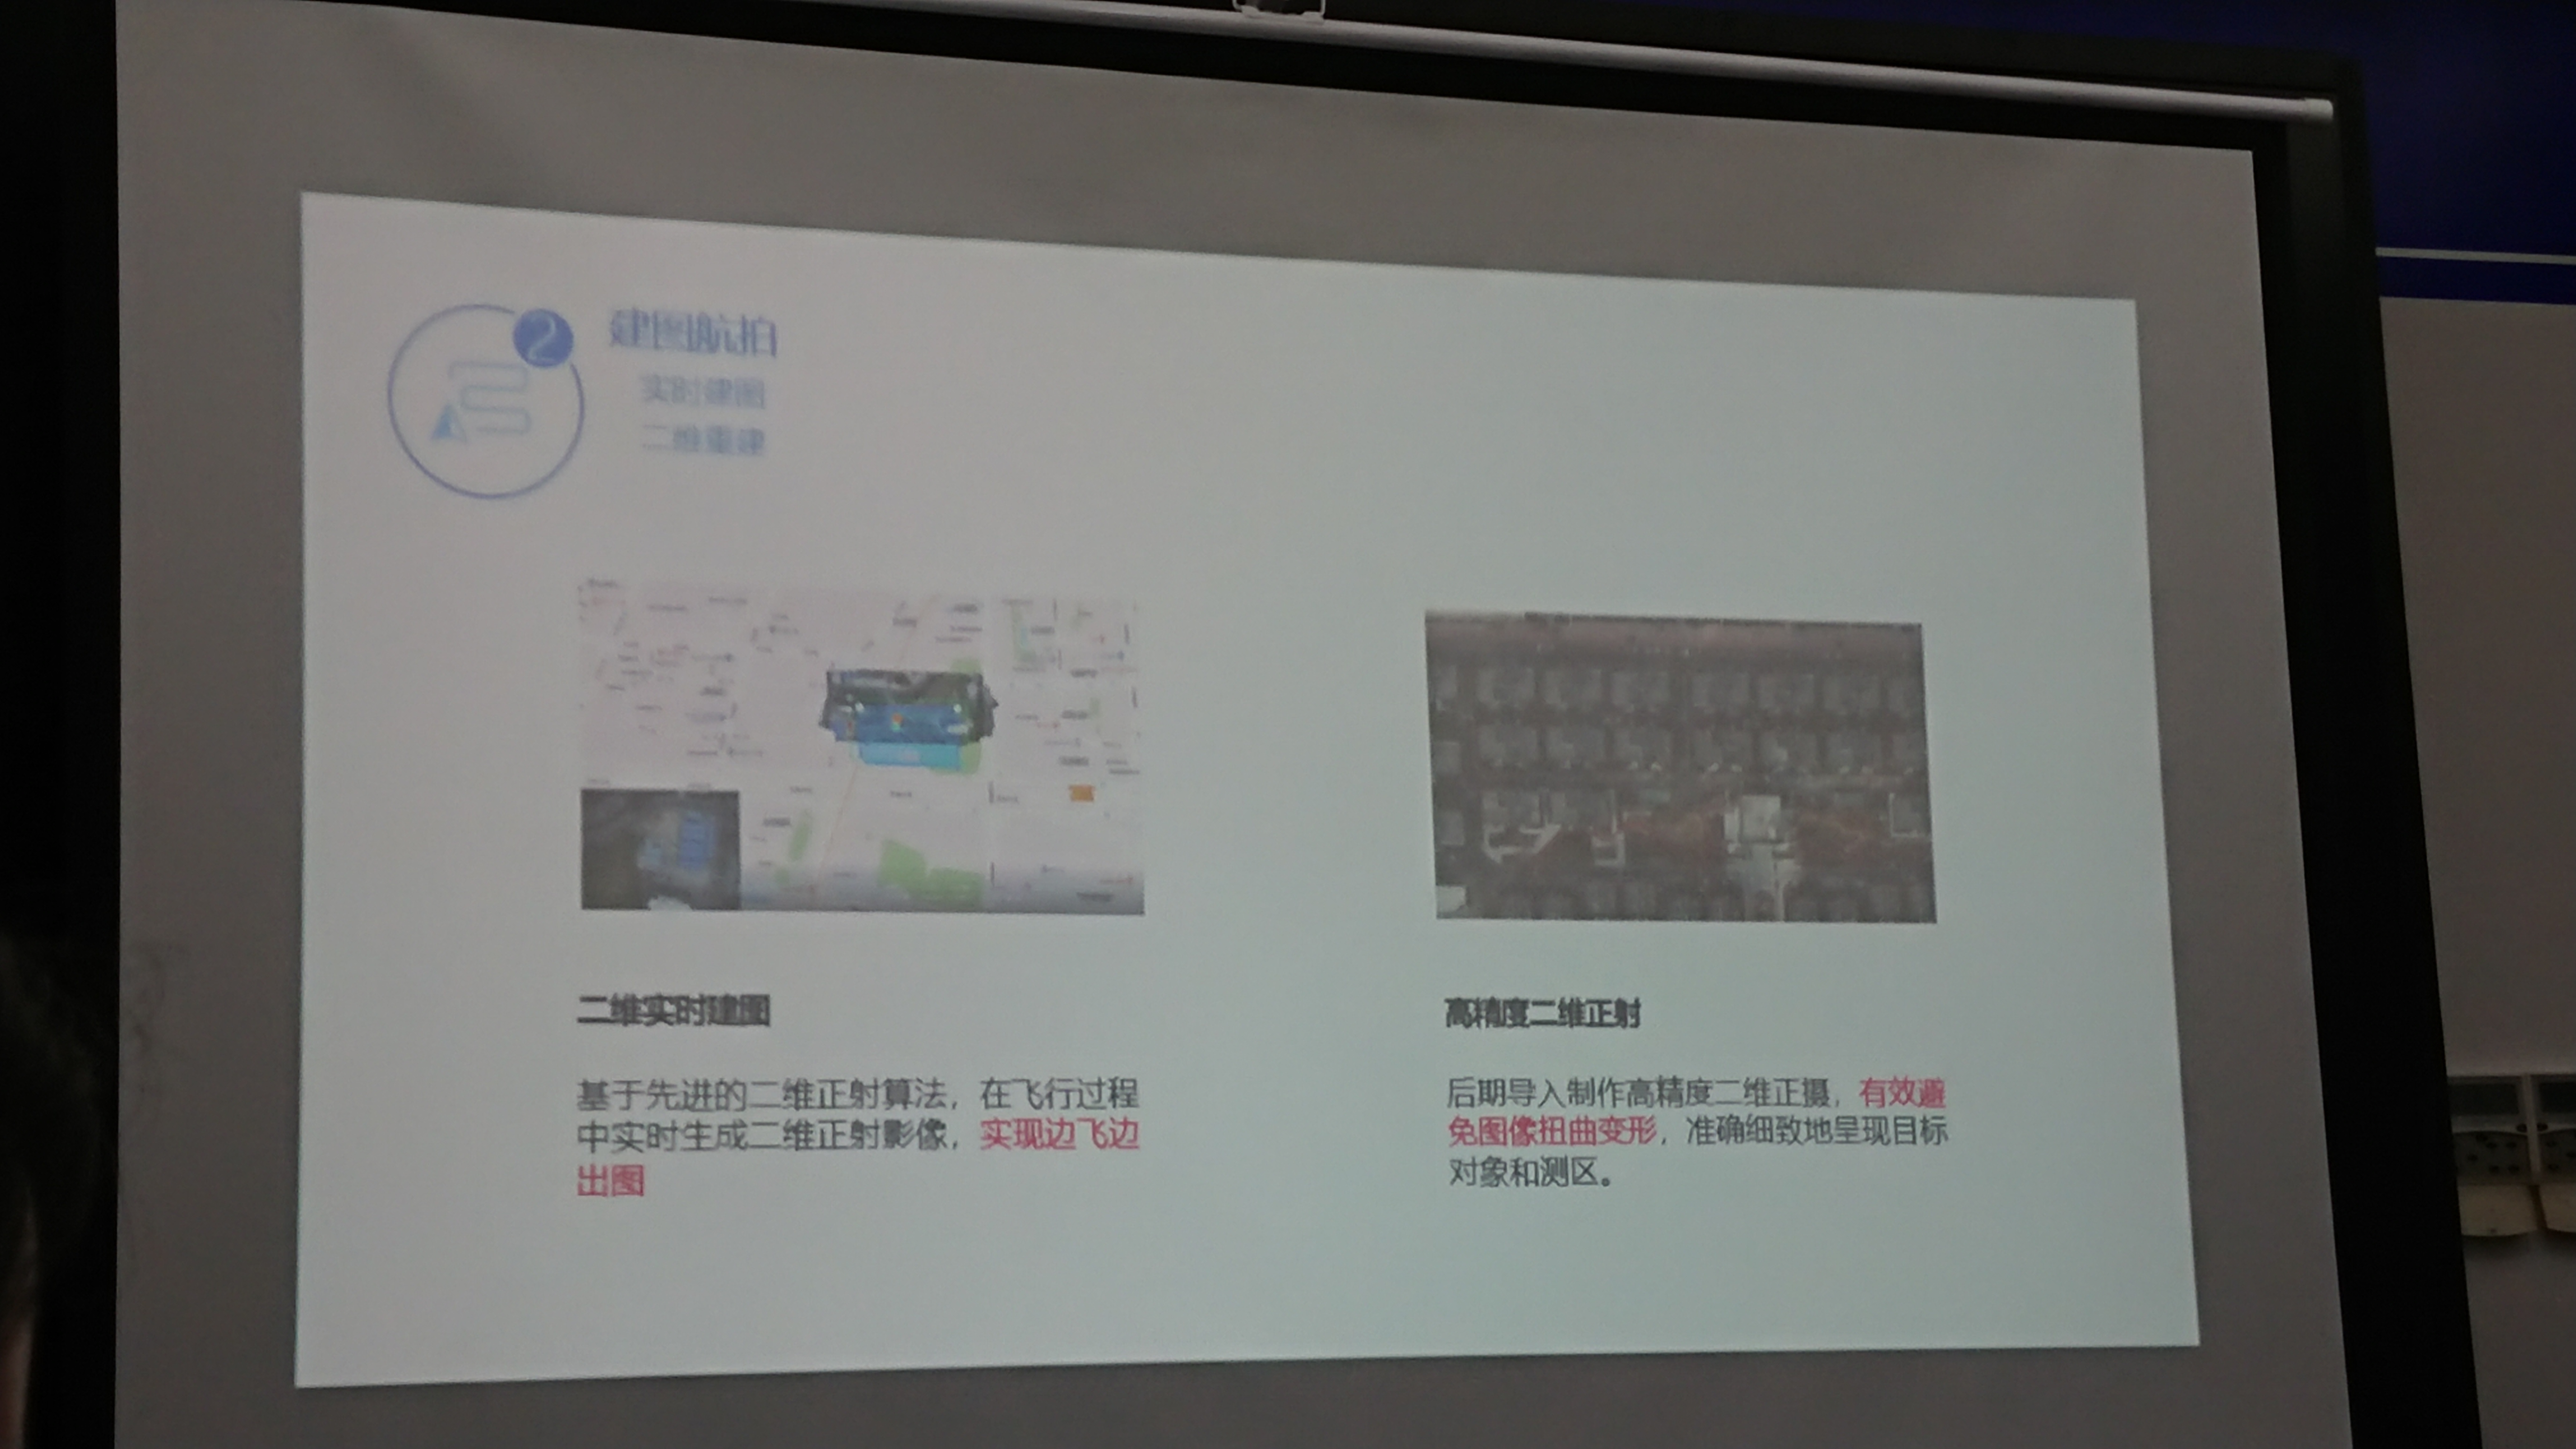 2
建图航拍
实时建图
二维重建
二维实时建图
基于先进的二维正射算法，在飞行过程
中实时生成二维正射影像，实现边飞边
出图
高精度二维正射
后期导入制作高精度二维正摄，有效避
免图像扭曲变形，准确细致地呈现目标
对象和测区。